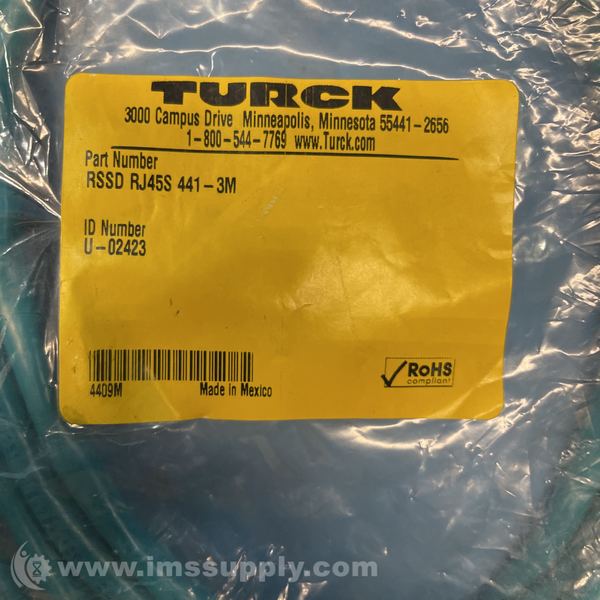 TURCK
3000 Campus Drive Minneapolis, Minnesota 55441-2656
1-800-544-7769 www.Turck.com
Part Number
RSSD RJ45S 441-3M
ID Number
U-02423
4409M Made in Mexico
RoHS
compliant
www.imssupply.com